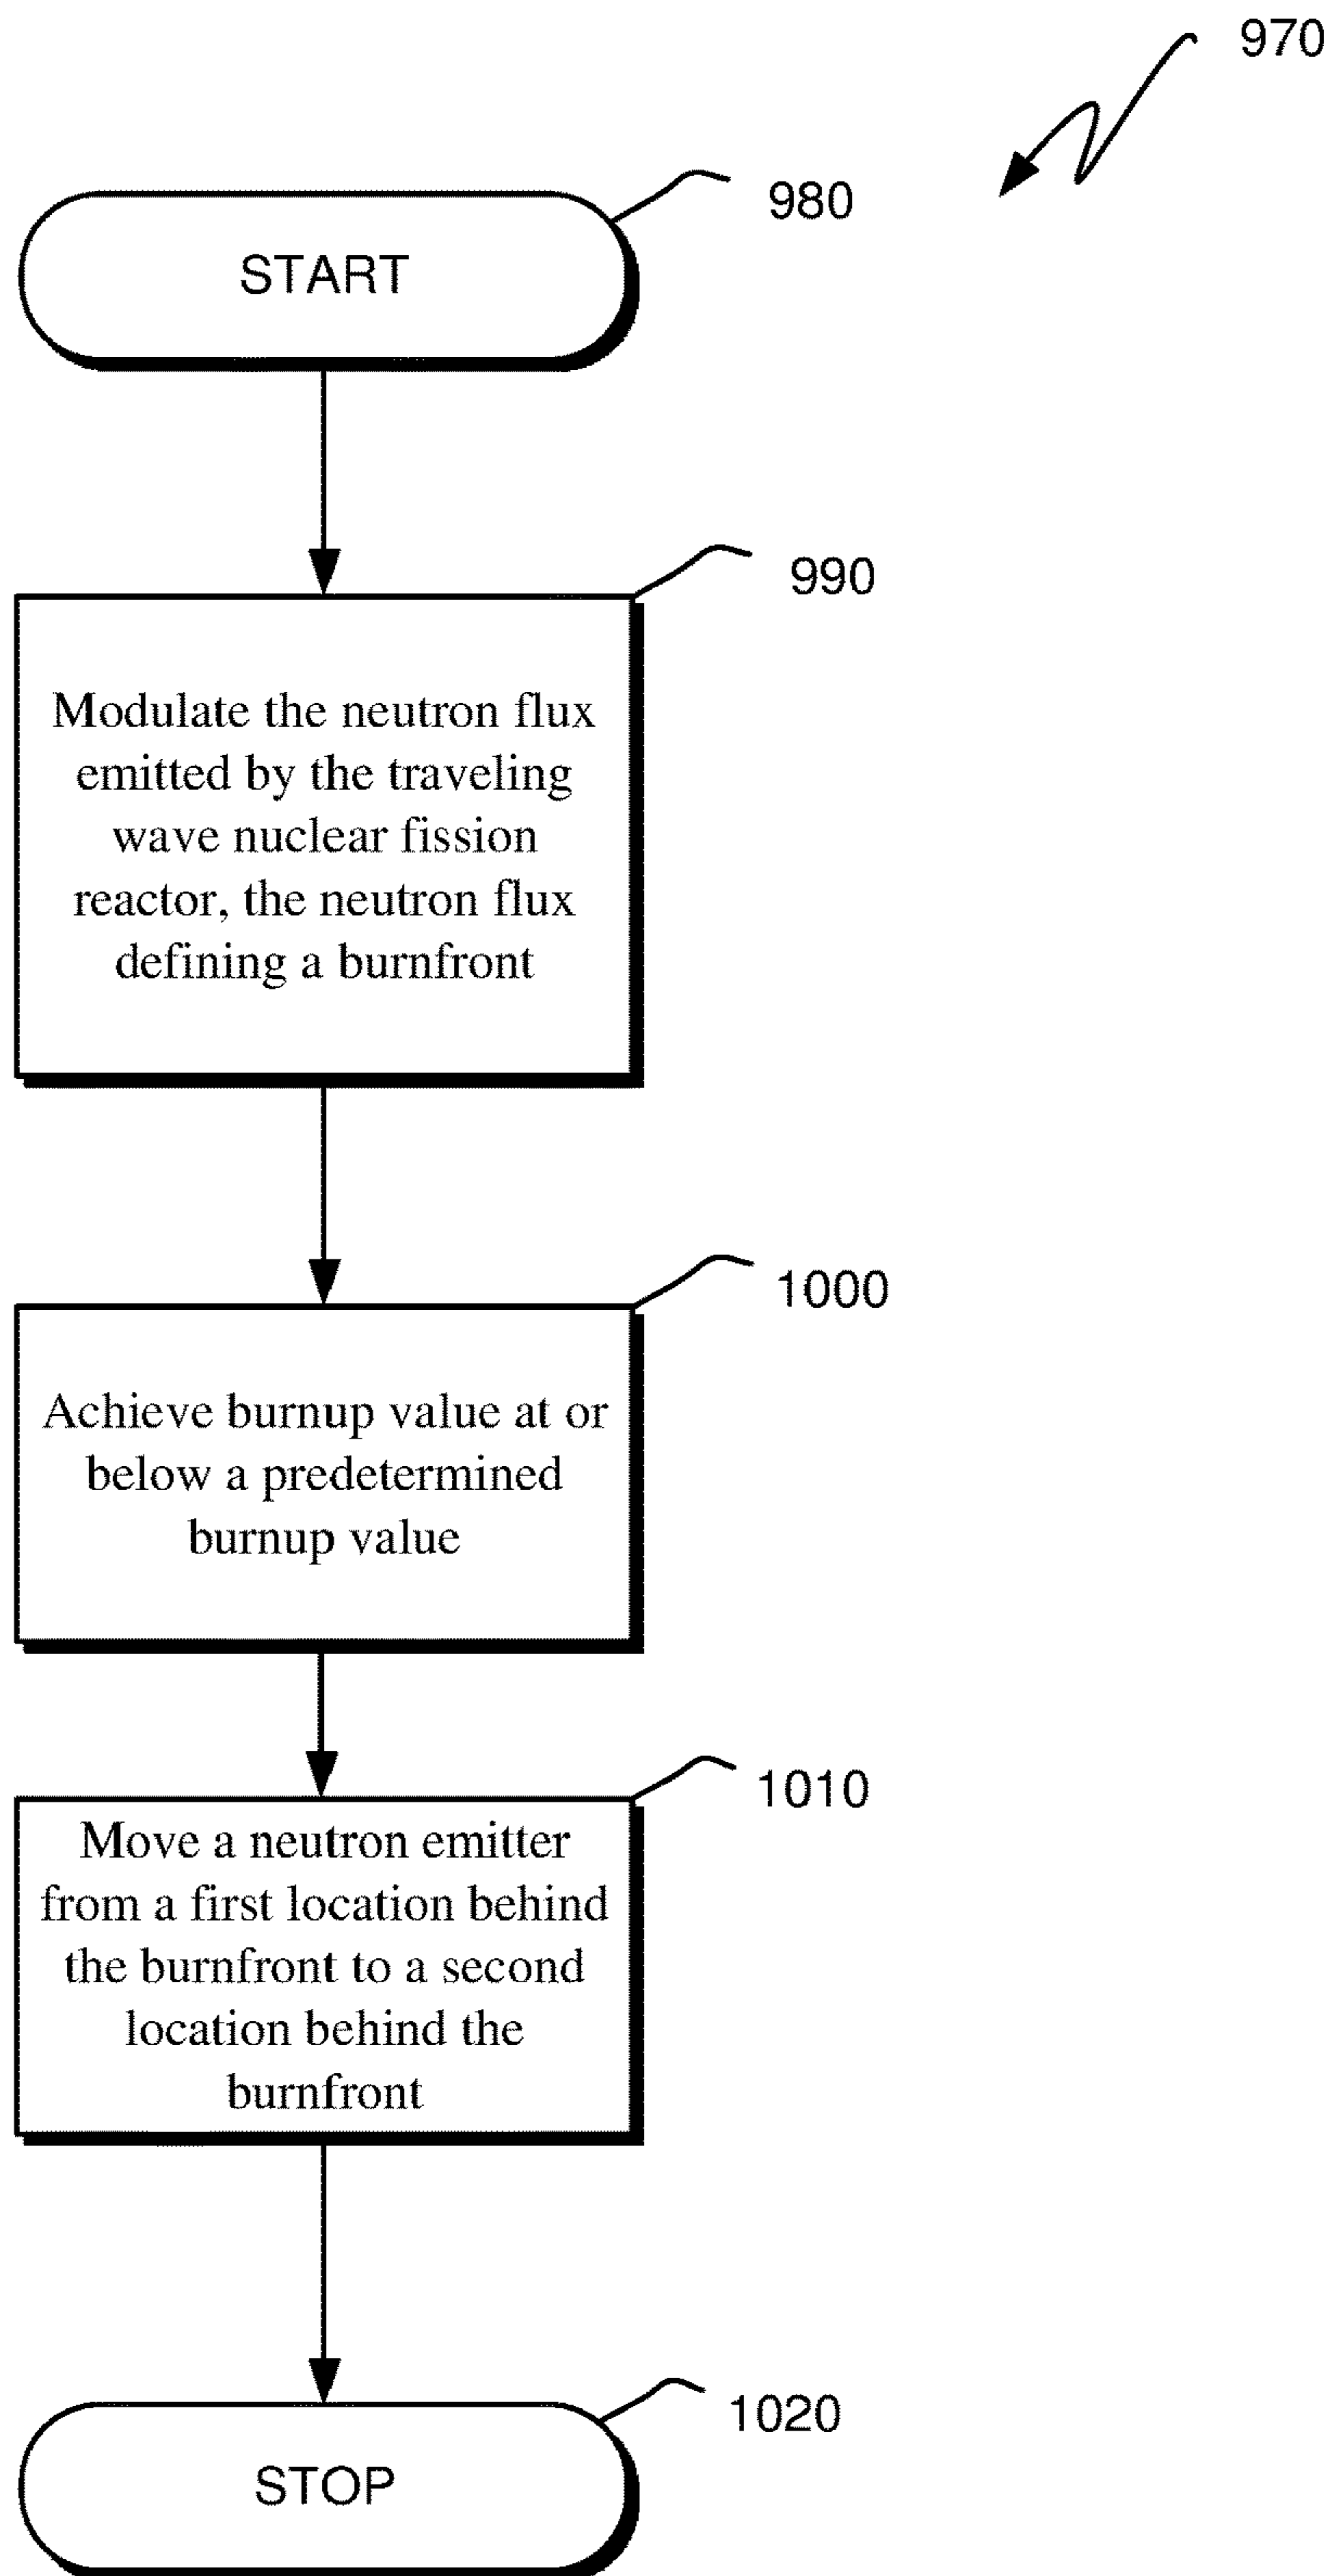 970
980
START
990
Modulate the neutron flux
emitted by the traveling
wave nuclear fission
reactor, the neutron flux
defining a burnfront
1000
Achieve burnup value at or
below a predetermined
burnup value
1010
Move a neutron emitter
from a first location behind
the burnfront to a second
location behind the
burnfront
1020
STOP